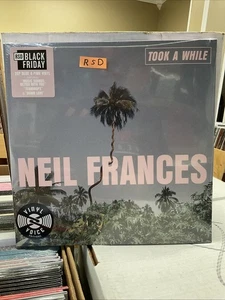 RSD
BLACK
FRIDAY
RSD
TOOK A WHILE
NEIL FRANCES
VINYL
VOICE